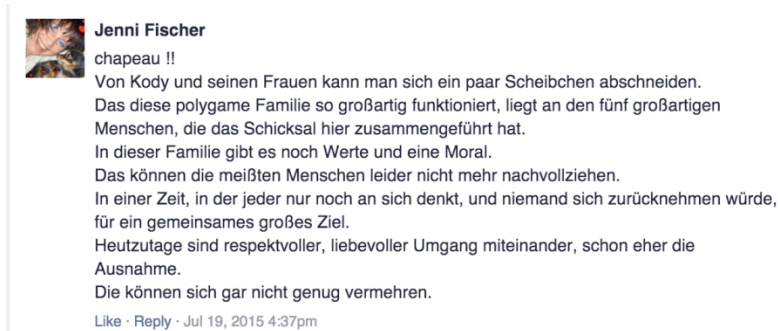 Jenni Fischer
chapeau !!
Von Kody und seinen Frauen kann man sich ein paar Scheibchen abschneiden.
Das diese polygame Familie so großartig funktioniert, liegt an den fünf großartigen
Menschen, die das Schicksal hier zusammengeführt hat.
In dieser Familie gibt es noch Werte und eine Moral.
Das können die meißten Menschen leider nicht mehr nachvollziehen.
In einer Zeit, in der jeder nur noch an sich denkt, und niemand sich zurücknehmen würde,
für ein gemeinsames großes Ziel.
Heutzutage sind respektvoller, liebevoller Umgang miteinander, schon eher die
Ausnahme.
Die können sich gar nicht genug vermehren.
Like · Reply · Jul 19, 2015 4:37pm